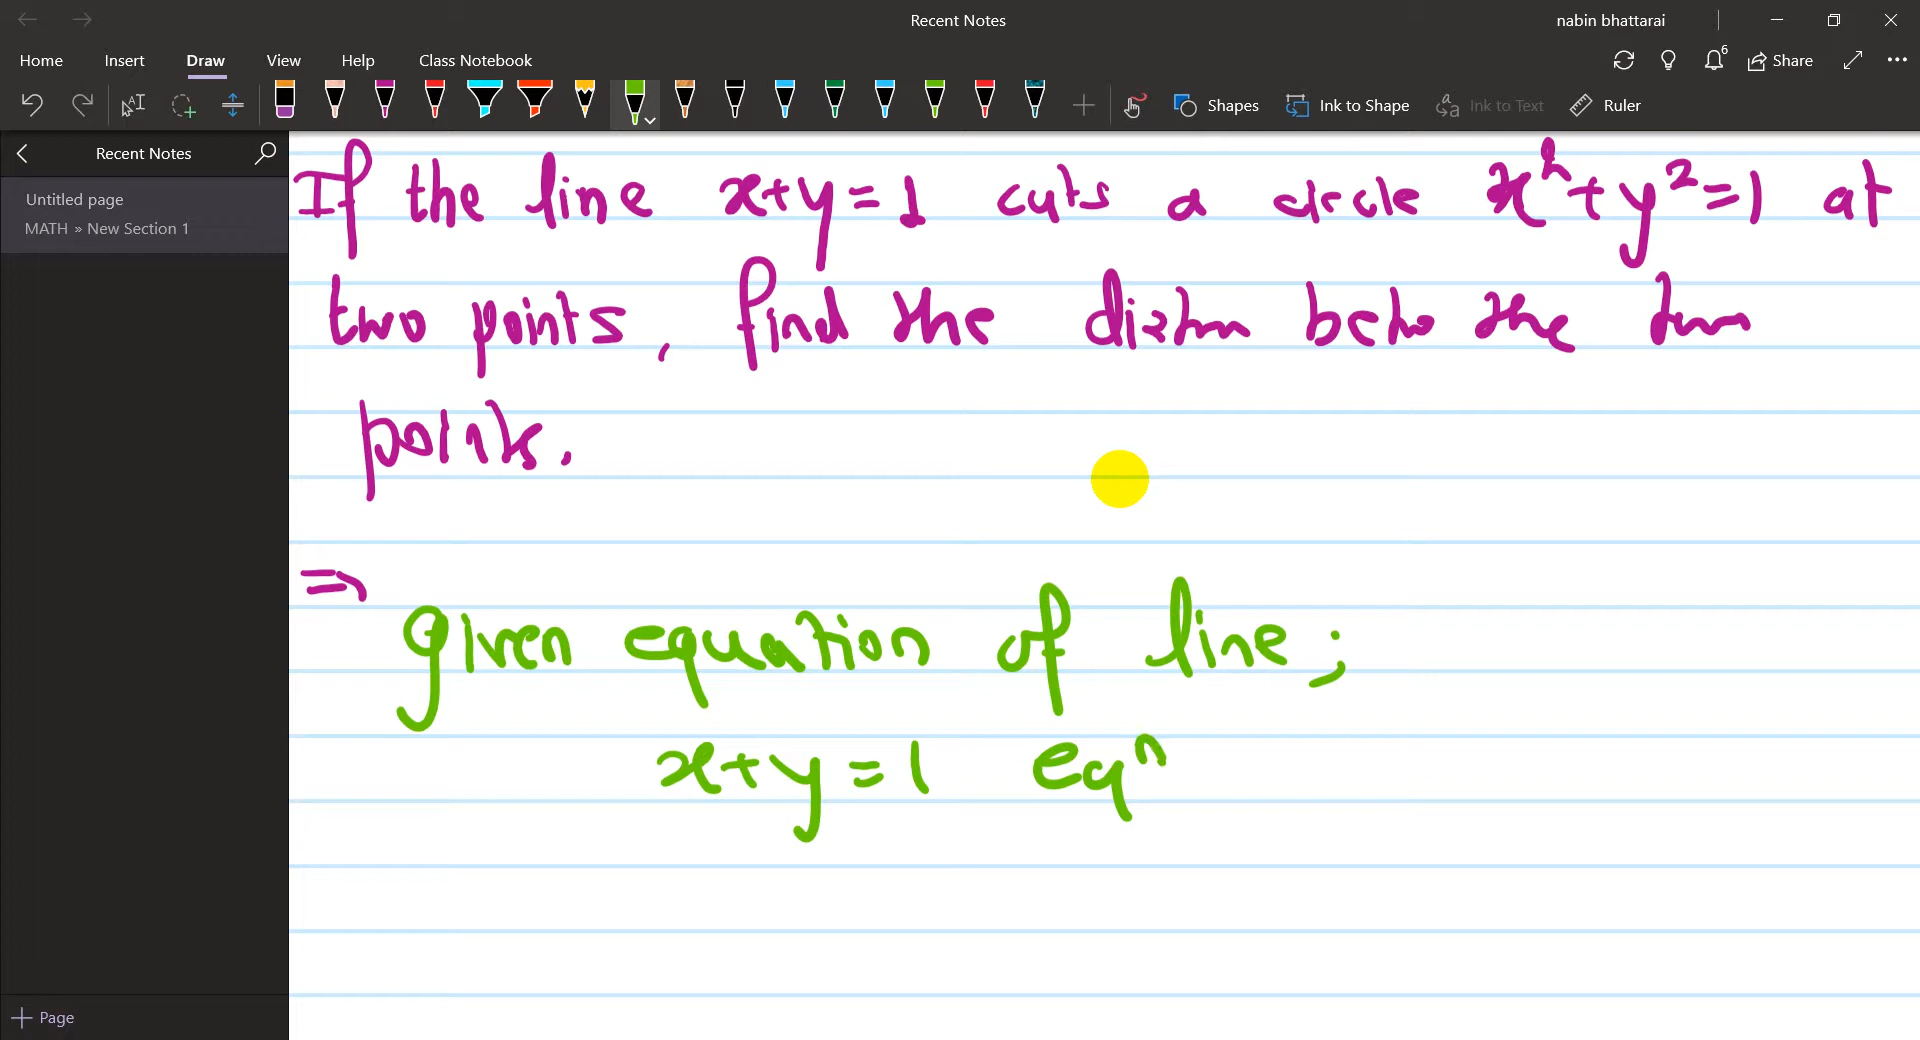 Recent Notes
nabin bhattarai
Home Insert Draw View Help Class Notebook
6
Share
Shapes Ink to Shape Ink to Text Ruler
Recent Notes
Untitled page
MATH » New Section 1
If the line x+y=1 cuts a circle x²+y²=1 at
two points, find the the
points.
⇒
given equation of line;
x+y=1 eqⁿ
Page